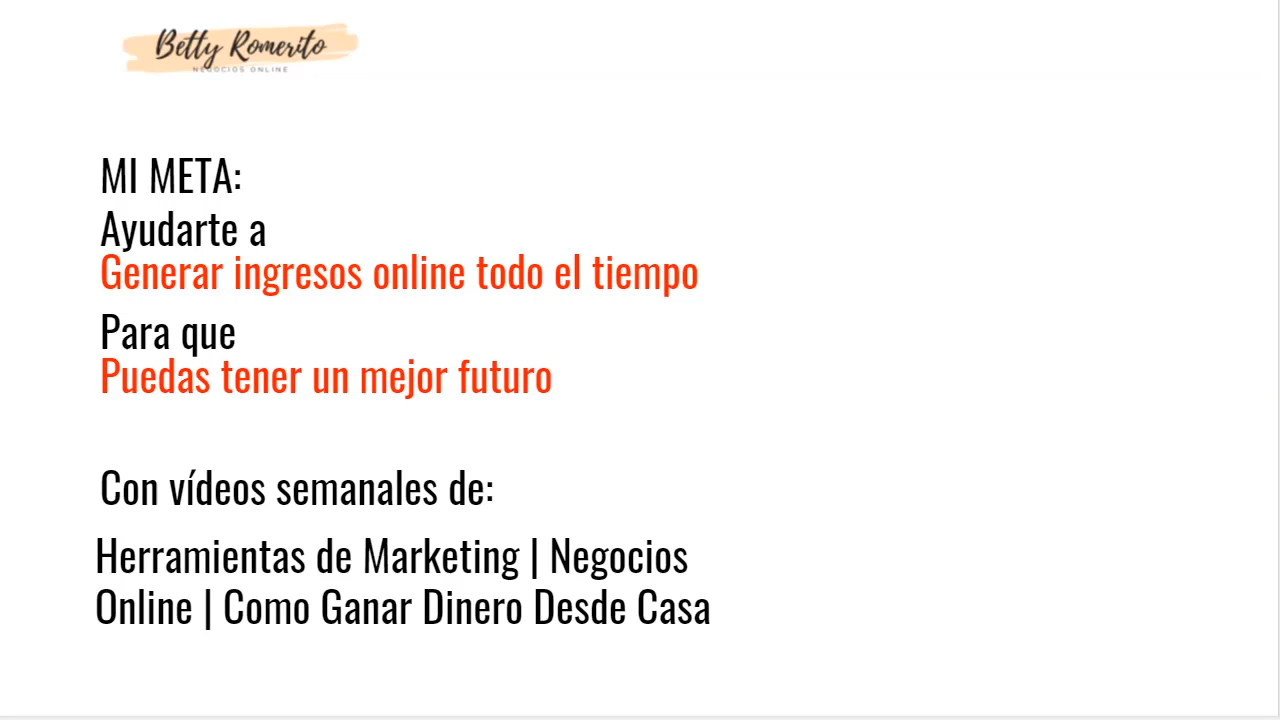 Betty Romerito
NEGOCIOS ONLINE
MI META:
Ayudarte a
Generar ingresos online todo el tiempo
Para que
Puedas tener un mejor futuro
Con vídeos semanales de:
Herramientas de Marketing | Negocios
Online | Como Ganar Dinero Desde Casa